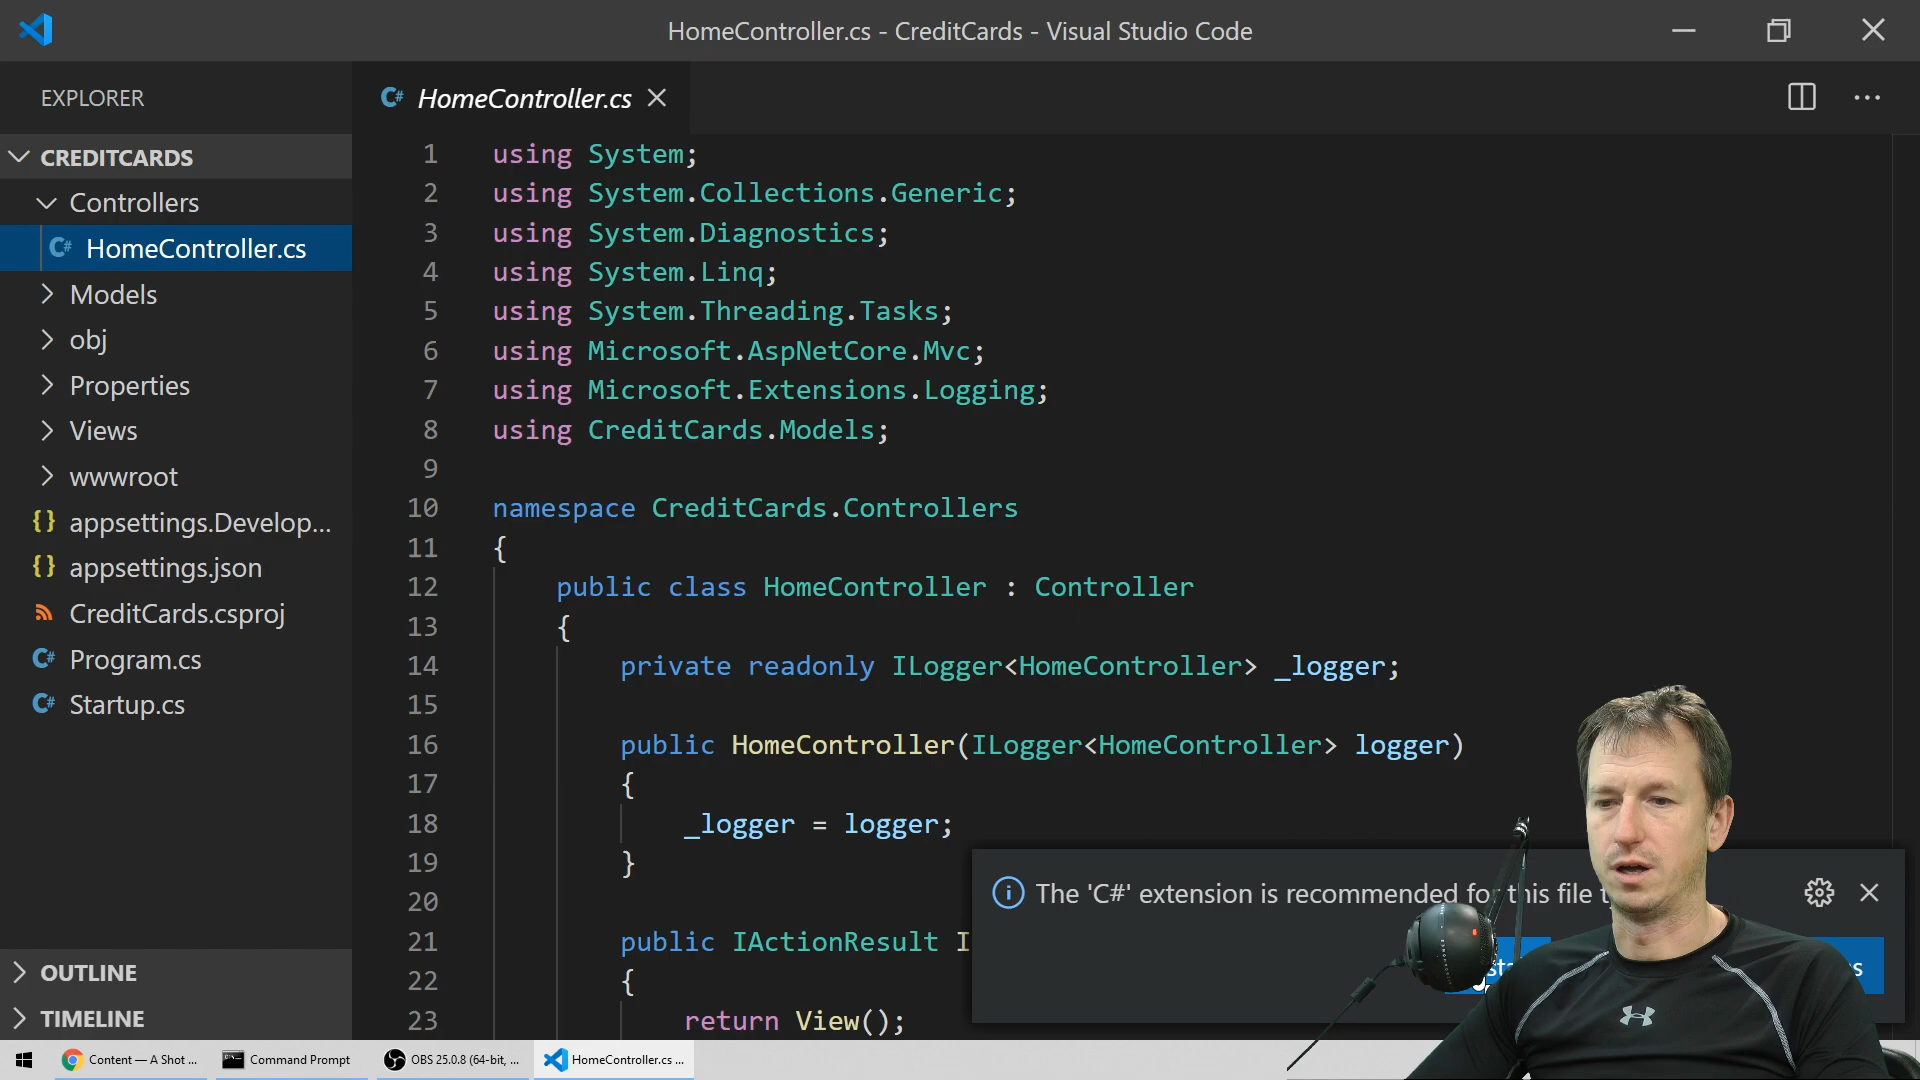 HomeController.cs - CreditCards - Visual Studio Code
EXPLORER
CREDITCARDS
Controllers
C# HomeController.cs
Models
obj
Properties
Views
wwwroot
{} appsettings.Develop...
{} appsettings.json
CreditCards.csproj
C# Program.cs
C# Startup.cs
OUTLINE
TIMELINE
C# HomeController.cs
1 using System;
2 using System.Collections.Generic;
3 using System.Diagnostics;
4 using System.Linq;
5 using System.Threading.Tasks;
6 using Microsoft.AspNetCore.Mvc;
7 using Microsoft.Extensions.Logging;
8 using CreditCards.Models;
9
10 namespace CreditCards.Controllers
11 {
12 public class HomeController : Controller
13 {
14 private readonly ILogger<HomeController> _logger;
15
16 public HomeController(ILogger<HomeController> logger)
17 {
18 _logger = logger;
19 }
20
21 public IActionResult I
22 {
23 return View();
The 'C#' extension is recommended for this file
Content — A Shot ...
Command Prompt
OBS 25.0.8 (64-bit, ...
HomeController.cs ...